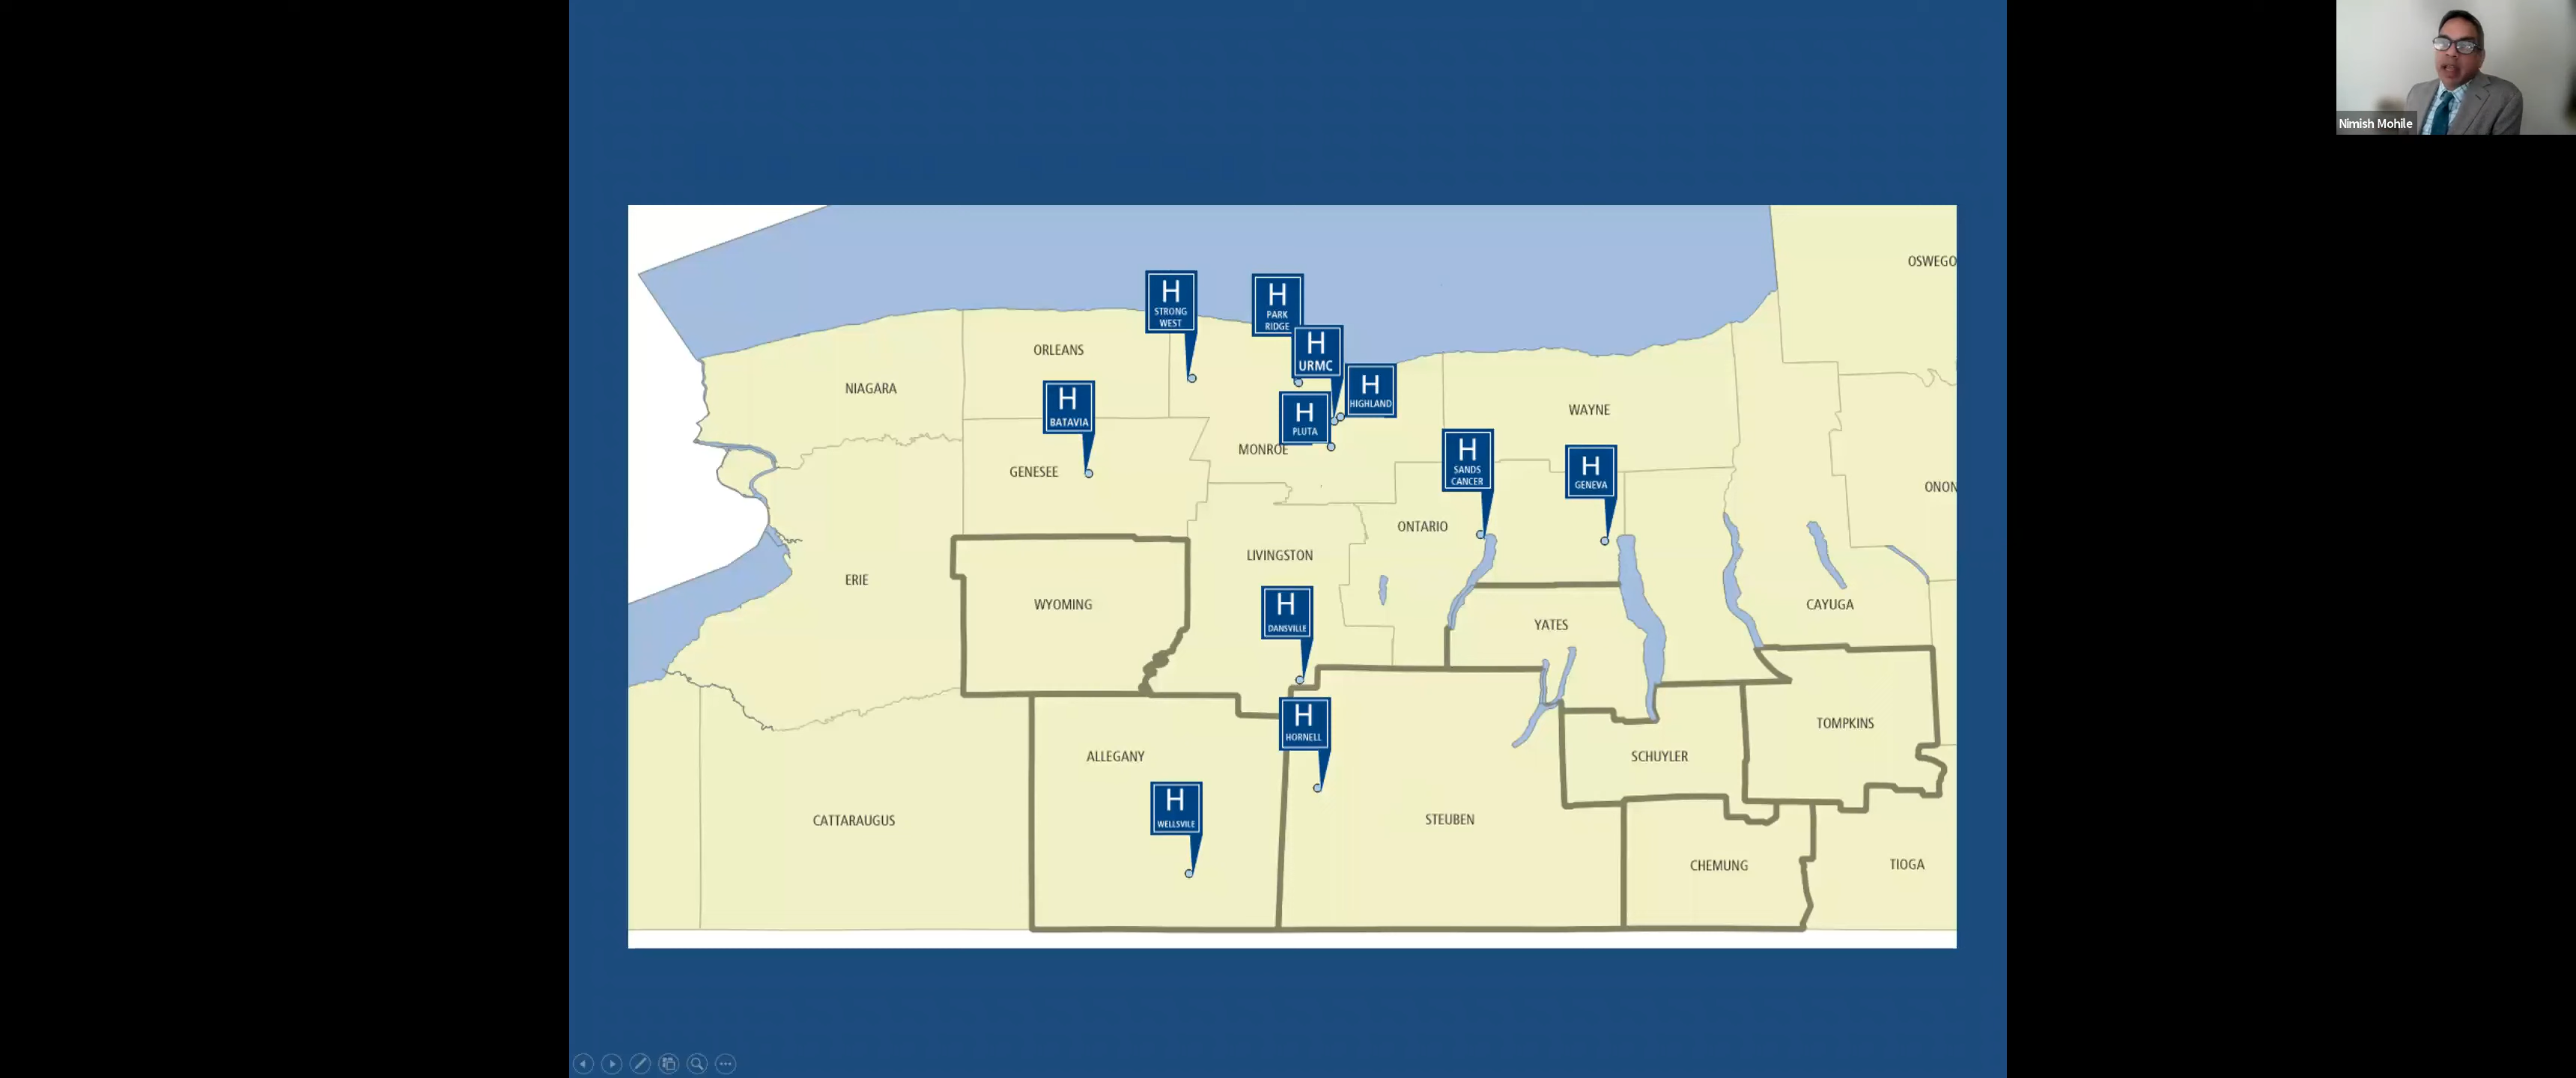 Nimish Mohile
OSWEGO
H
STRONG
WEST
H
PARK
RIDGE
H
URMC
ORLEANS
NIAGARA
H
BATAVIA
H
HIGHLAND
H
PLUTA
WAYNE
MONROE
H
SANDS
CANCER
H
GENEVA
GENESEE
ONON
ONTARIO
LIVINGSTON
ERIE
WYOMING
H
DANSVILLE
YATES
CAYUGA
H
HORNELL
TOMPKINS
ALLEGANY
SCHUYLER
H
WELLSVILE
CATTARAUGUS
STEUBEN
CHEMUNG
TIOGA